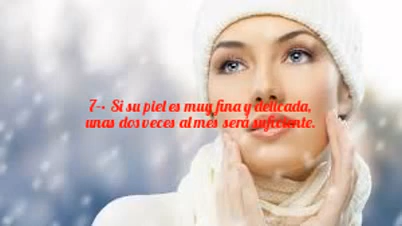 7-. Si su piel es muy fina y delicada,
unas dos veces al mes será suficiente.